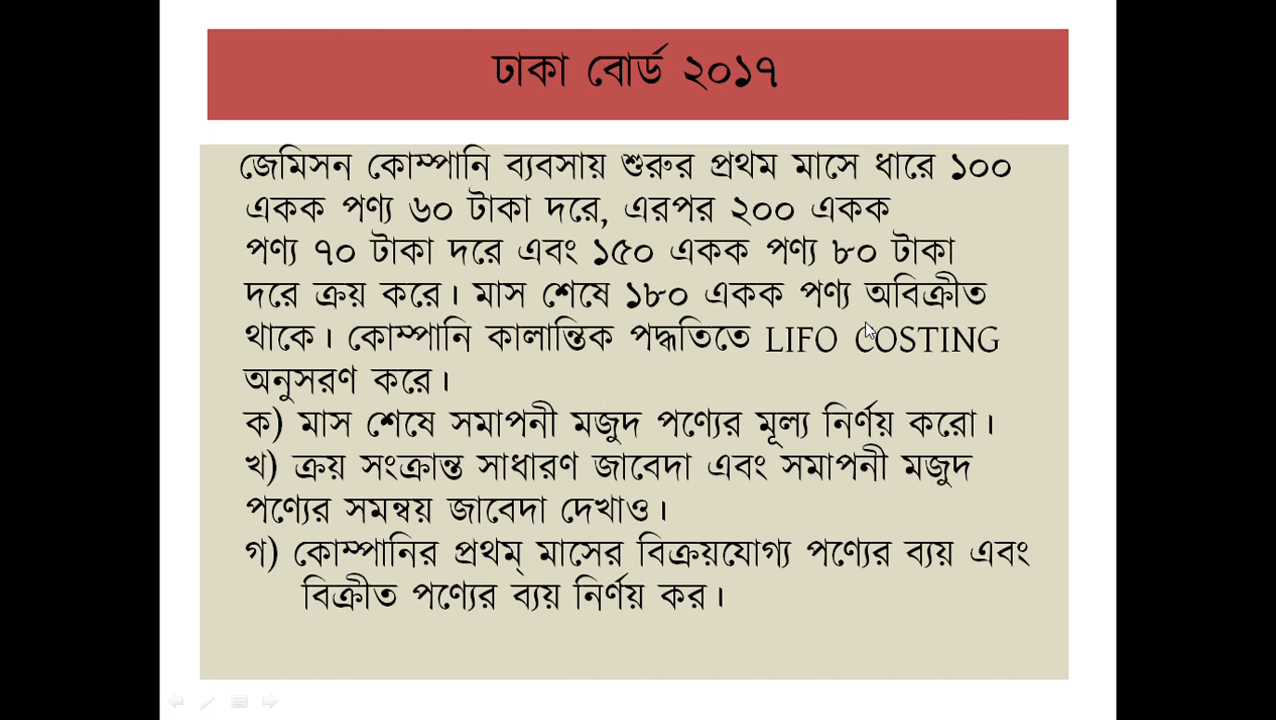 ঢাকা বোর্ড ২০১৭
জেমিসন কোম্পানি ব্যবসায় শুরুর প্রথম মাসে ধারে ১০০
একক পণ্য ৬০ টাকা দরে, এরপর ২০০ একক
পণ্য ৭০ টাকা দরে এবং ১৫০ একক পণ্য ৮০ টাকা
দরে ক্রয় করে। মাস শেষে ১৮০ একক পণ্য অবিক্রীত
থাকে। কোম্পানি কালান্তিক পদ্ধতিতে LIFO COSTING
অনুসরণ করে।
ক) মাস শেষে সমাপনী মজুদ পণ্যের মূল্য নির্ণয় করো।
খ) ক্রয় সংক্রান্ত সাধারণ জাবেদা এবং সমাপনী মজুদ
পণ্যের সমন্বয় জাবেদা দেখাও।
গ) কোম্পানির প্রথম্ মাসের বিক্রয়যোগ্য পণ্যের ব্যয় এবং
বিক্রীত পণ্যের ব্যয় নির্ণয় কর।